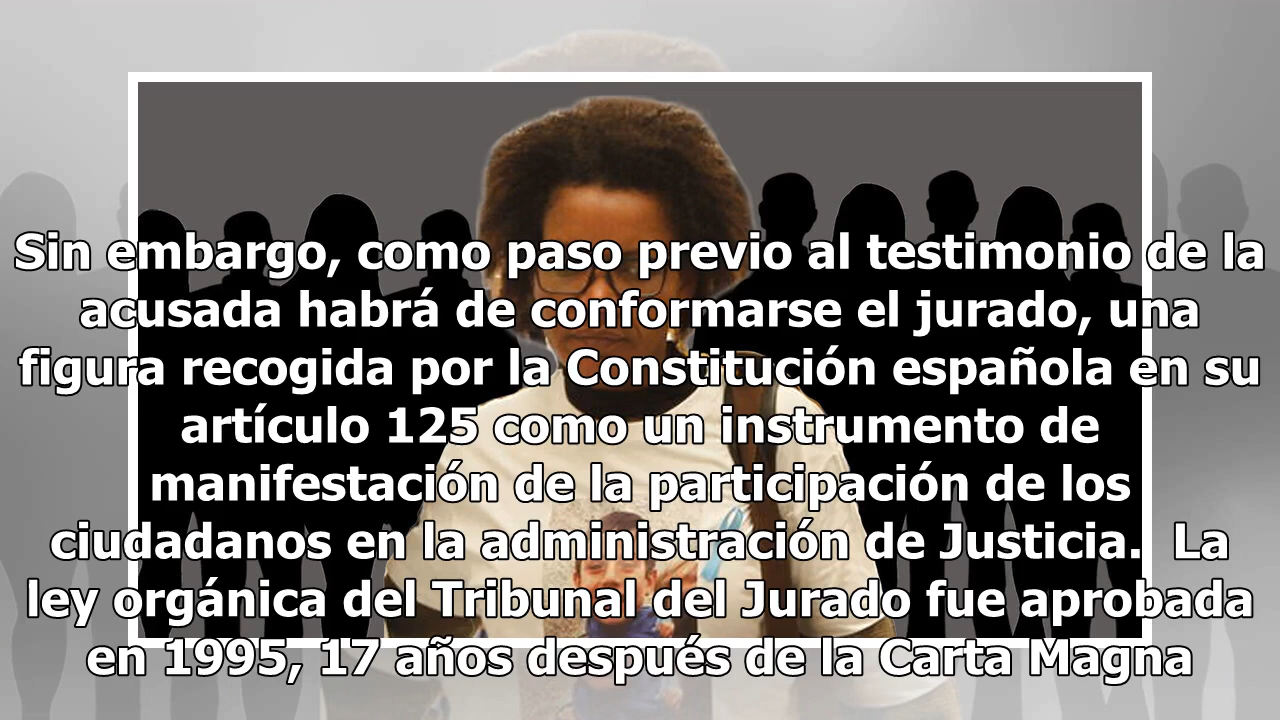 Sin embargo, como paso previo al testimonio de la
acusada habrá de conformarse el jurado, una
figura recogida por la Constitución española en su
artículo 125 como un instrumento de
manifestación de la participación de los
ciudadanos en la administración de Justicia.  La
ley orgánica del Tribunal del Jurado fue aprobada
en 1995, 17 años después de la Carta Magna